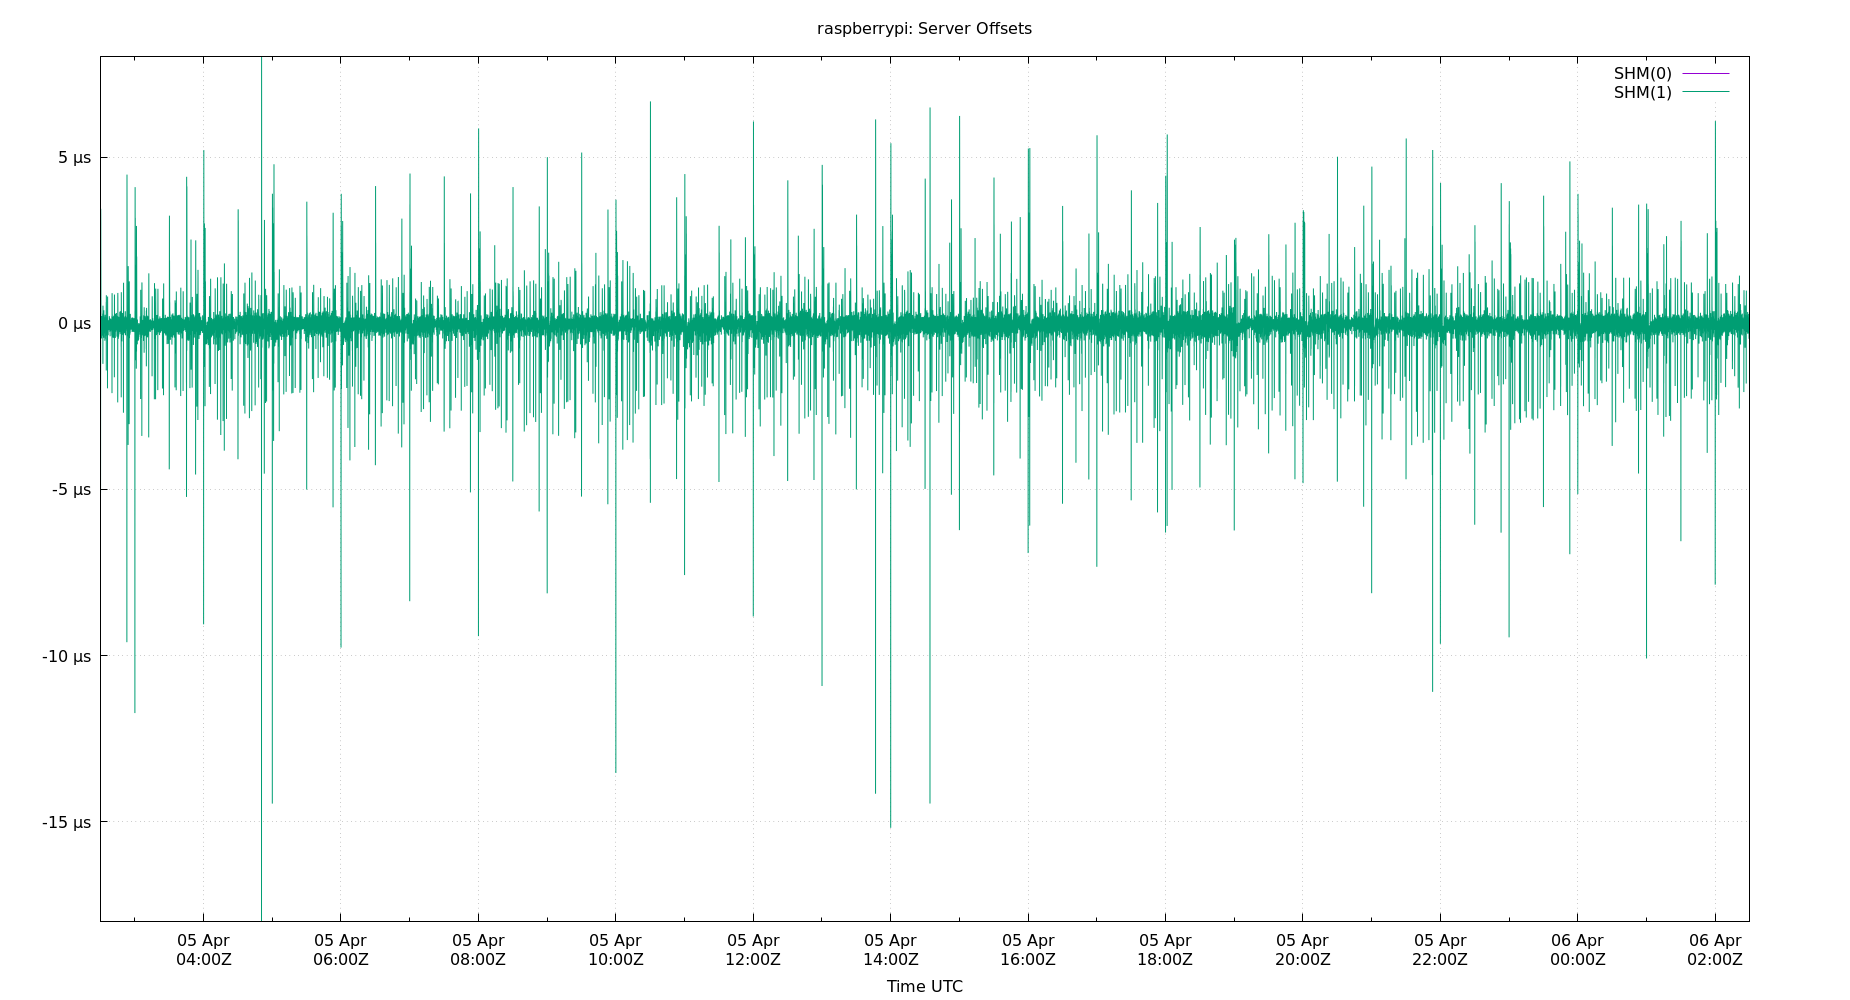 raspberrypi: Server Offsets
SHM(0)
SHM(1)
5 µs
0 µs
-5 µs
-10 µs
-15 µs
05 Apr 05 Apr 05 Apr 05 Apr 05 Apr 05 Apr 05 Apr 05 Apr 05 Apr 05 Apr 06 Apr 06 Apr
04:00Z 06:00Z 08:00Z 10:00Z 12:00Z 14:00Z 16:00Z 18:00Z 20:00Z 22:00Z 00:00Z 02:00Z
Time UTC